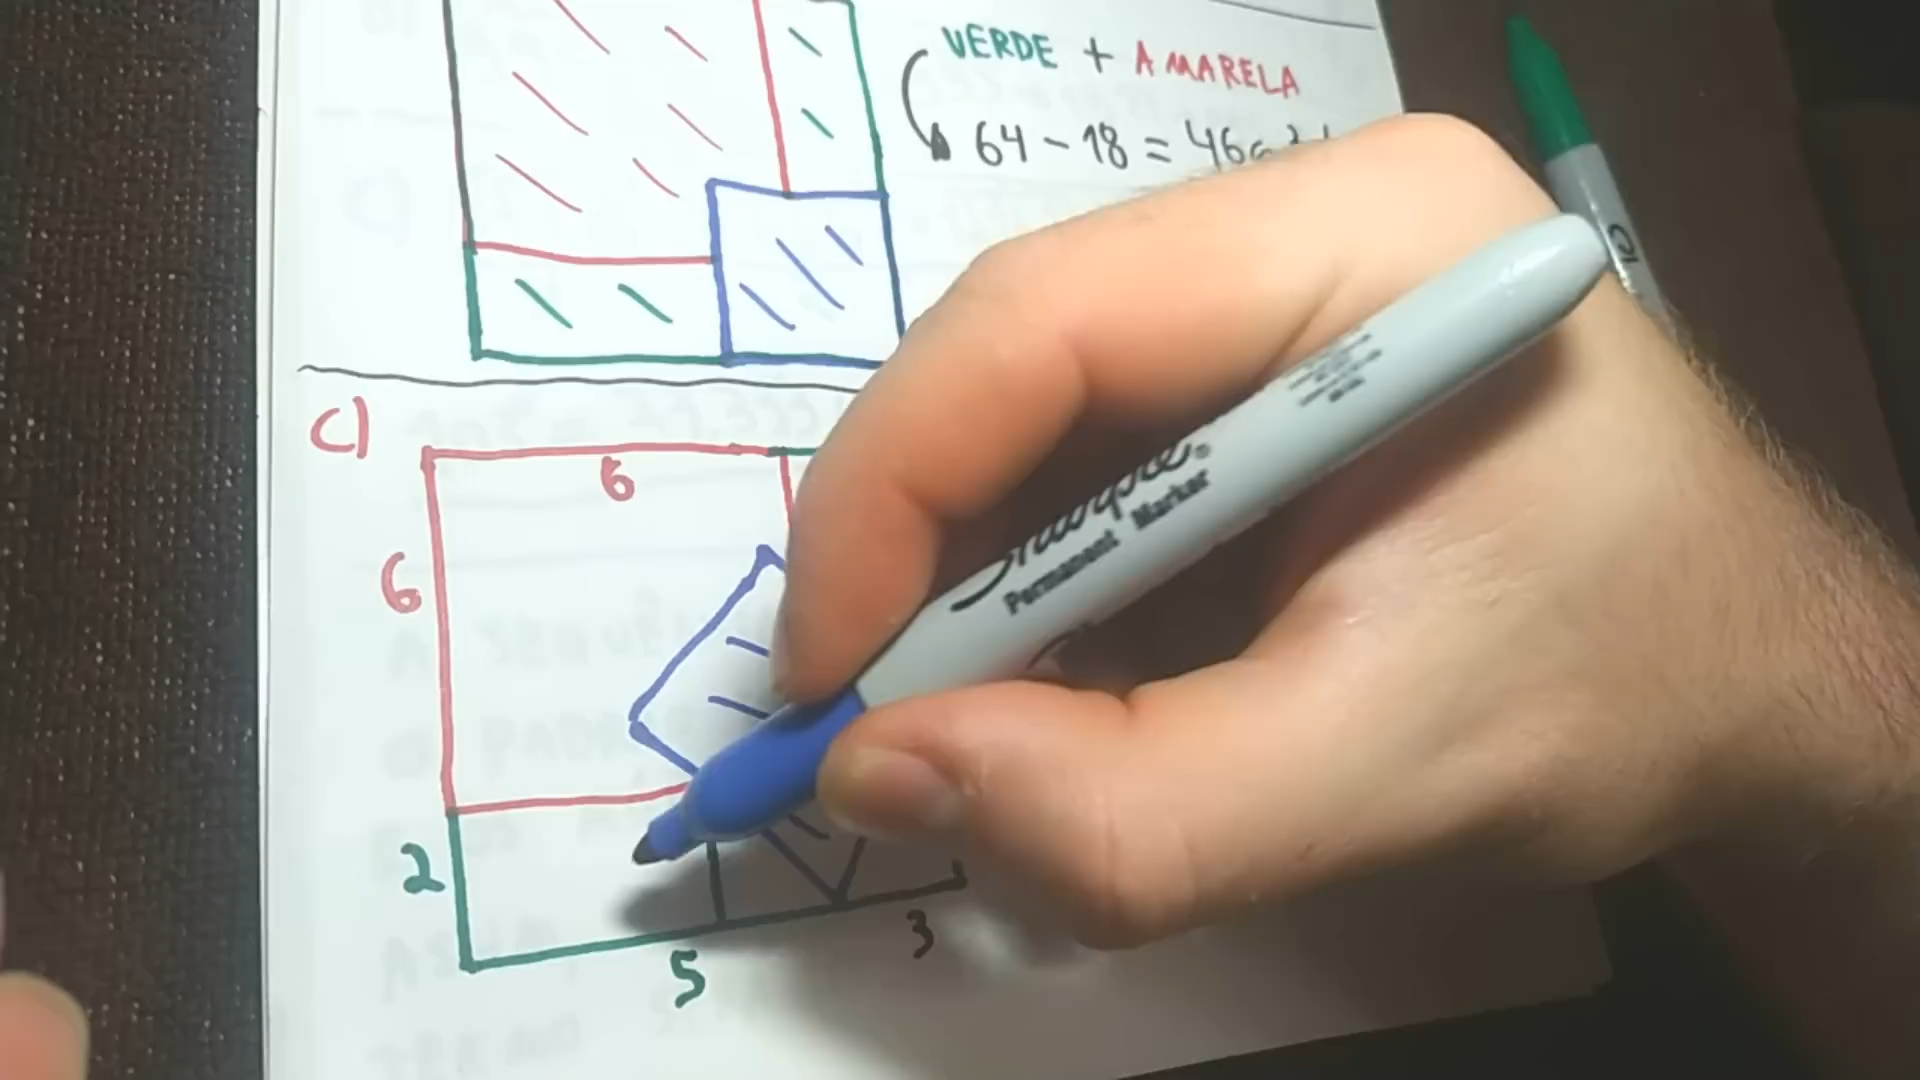 VERDE + AMARELA
64 - 18 = 46
c)
6
6
2
5
3
Sharpie®
Permanent Marker